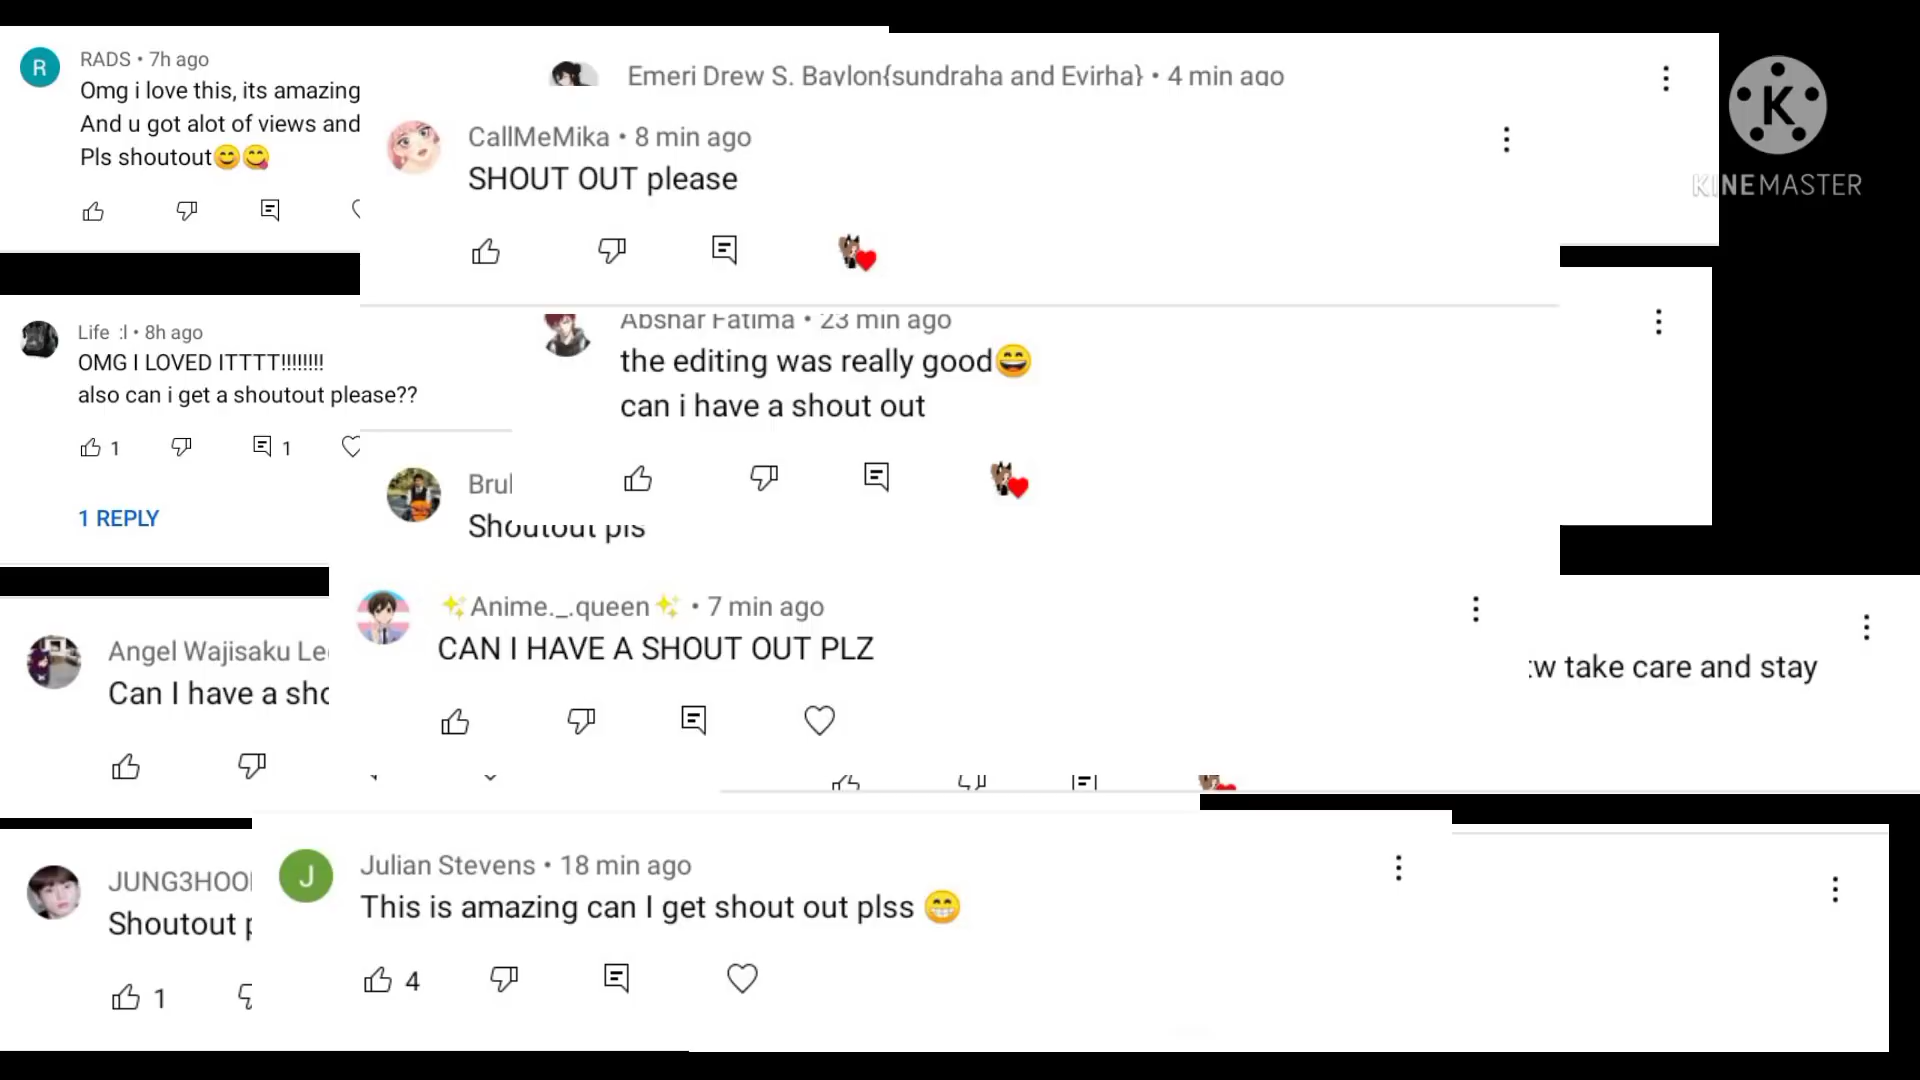 RADS • 7h ago
Omg i love this, its amazing
And u got alot of views and
Pls shoutout😊😋
Emeri Drew S. Baylon{sundraha and Evirha} • 4 min ago
CallMeMika • 8 min ago
SHOUT OUT please
KINEMASTER
Life :l • 8h ago
OMG I LOVED ITTTT!!!!!!!!
also can i get a shoutout please??
1 1
1 REPLY
Abshar Fatima • 23 min ago
the editing was really good😄
can i have a shout out
Shoutout pls
✨Anime._.queen✨ • 7 min ago
CAN I HAVE A SHOUT OUT PLZ
take care and stay
Angel Wajisaku
Can I have a
JUNG3HOO
Shoutout
1
Julian Stevens • 18 min ago
This is amazing can I get shout out plss 😁
4